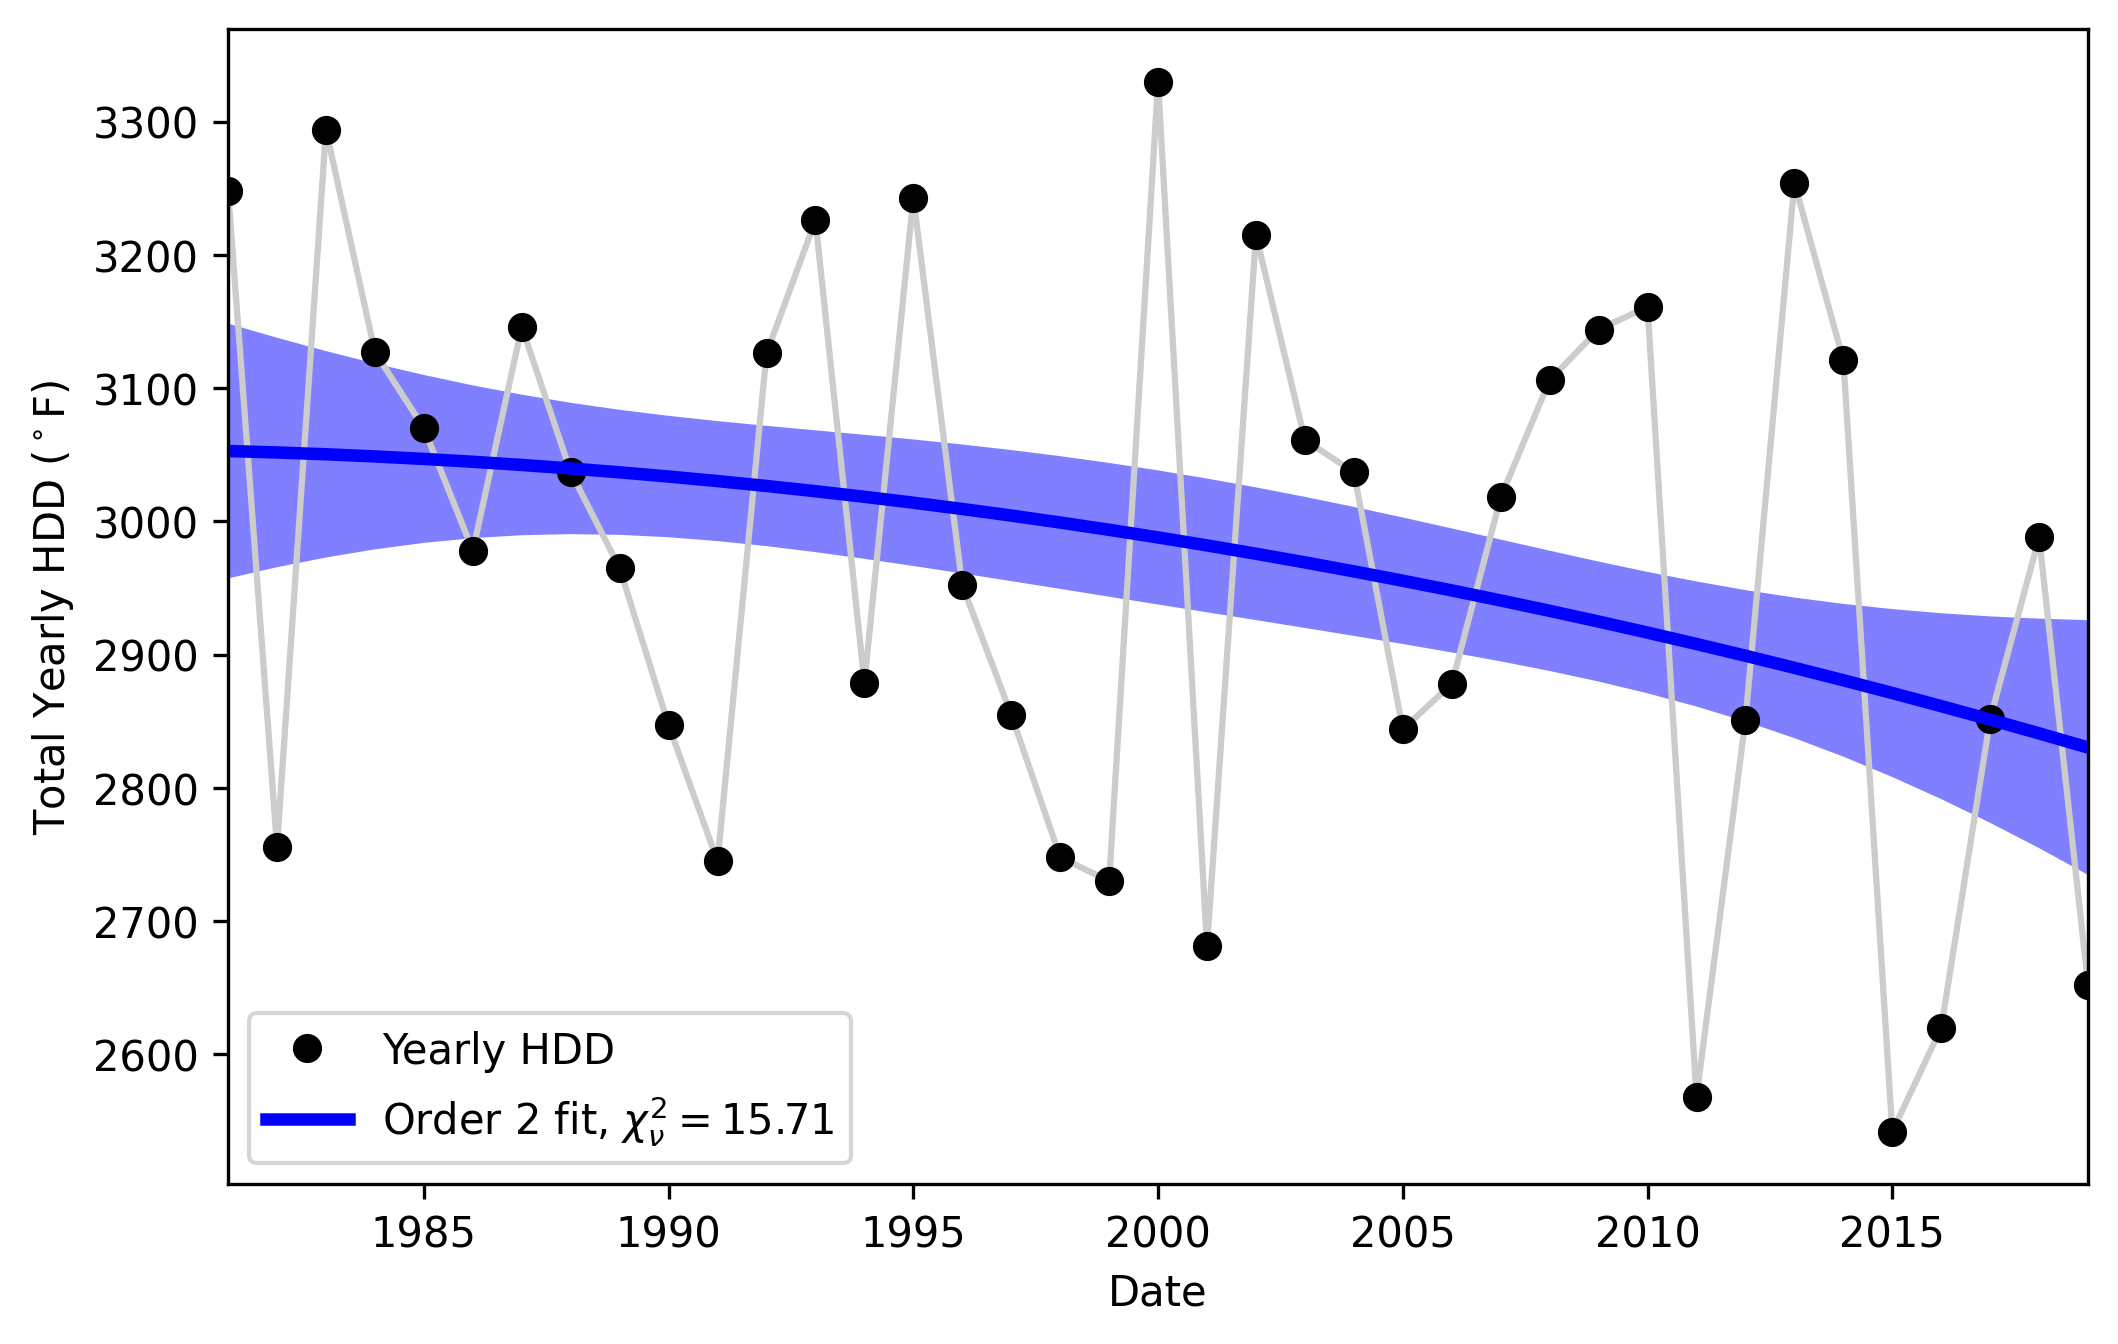 3300
3200
3100
3000
2900
2800
2700
2600
Total Yearly HDD (°F)
Yearly HDD
Order 2 fit, χ²ᵥ = 15.71
1985 1990 1995 2000 2005 2010 2015
Date